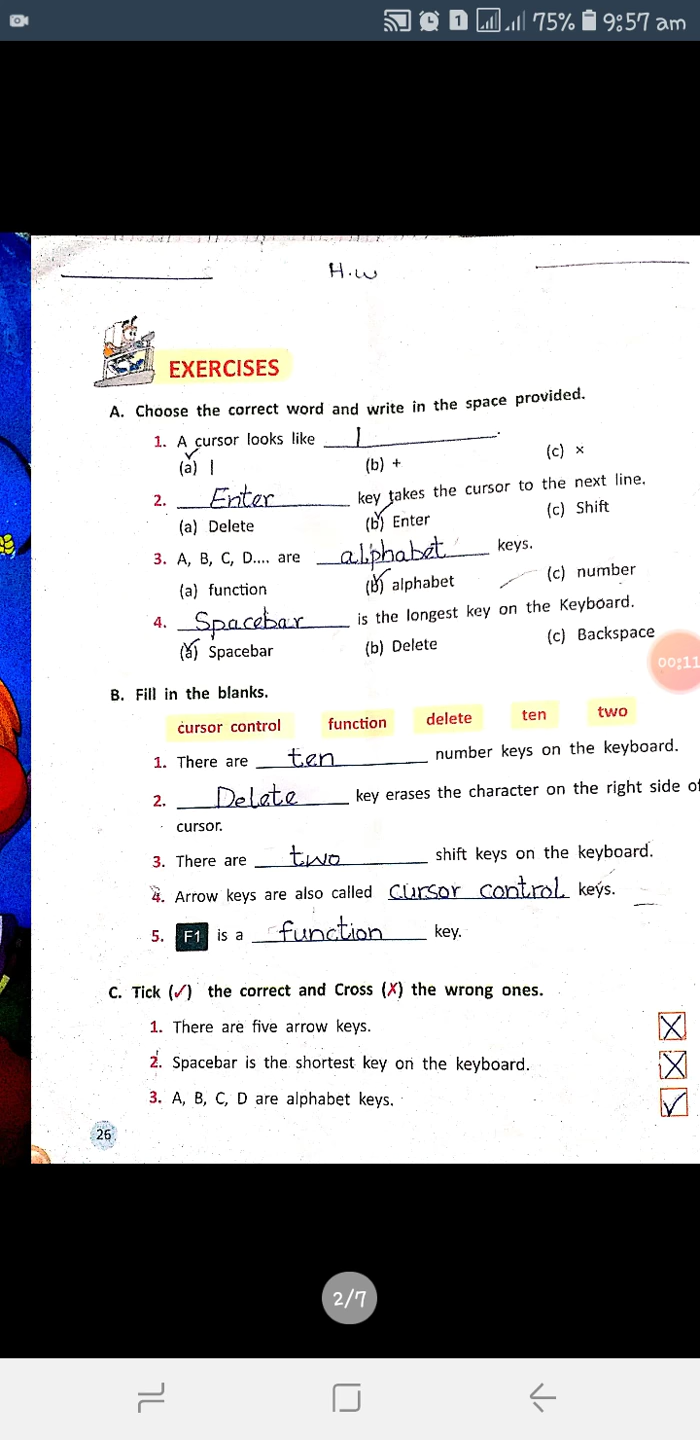 1 75% 9:57 am
H.W
EXERCISES
A. Choose the correct word and write in the space provided.
1. A cursor looks like | .
(a) | (b) + (c) ×
2. Enter key takes the cursor to the next line.
(a) Delete (b) Enter (c) Shift
3. A, B, C, D.... are alphabet keys.
(a) function (b) alphabet (c) number
4. Spacebar is the longest key on the Keyboard.
(a) Spacebar (b) Delete (c) Backspace
00:11
B. Fill in the blanks.
cursor control function delete ten two
1. There are ten number keys on the keyboard.
2. Delete key erases the character on the right side of
cursor.
3. There are two shift keys on the keyboard.
4. Arrow keys are also called cursor control keys.
5. F1 is a function key.
C. Tick (✓) the correct and Cross (✗) the wrong ones.
1. There are five arrow keys. ✗
2. Spacebar is the shortest key on the keyboard. ✗
3. A, B, C, D are alphabet keys. ✓
26
2/7